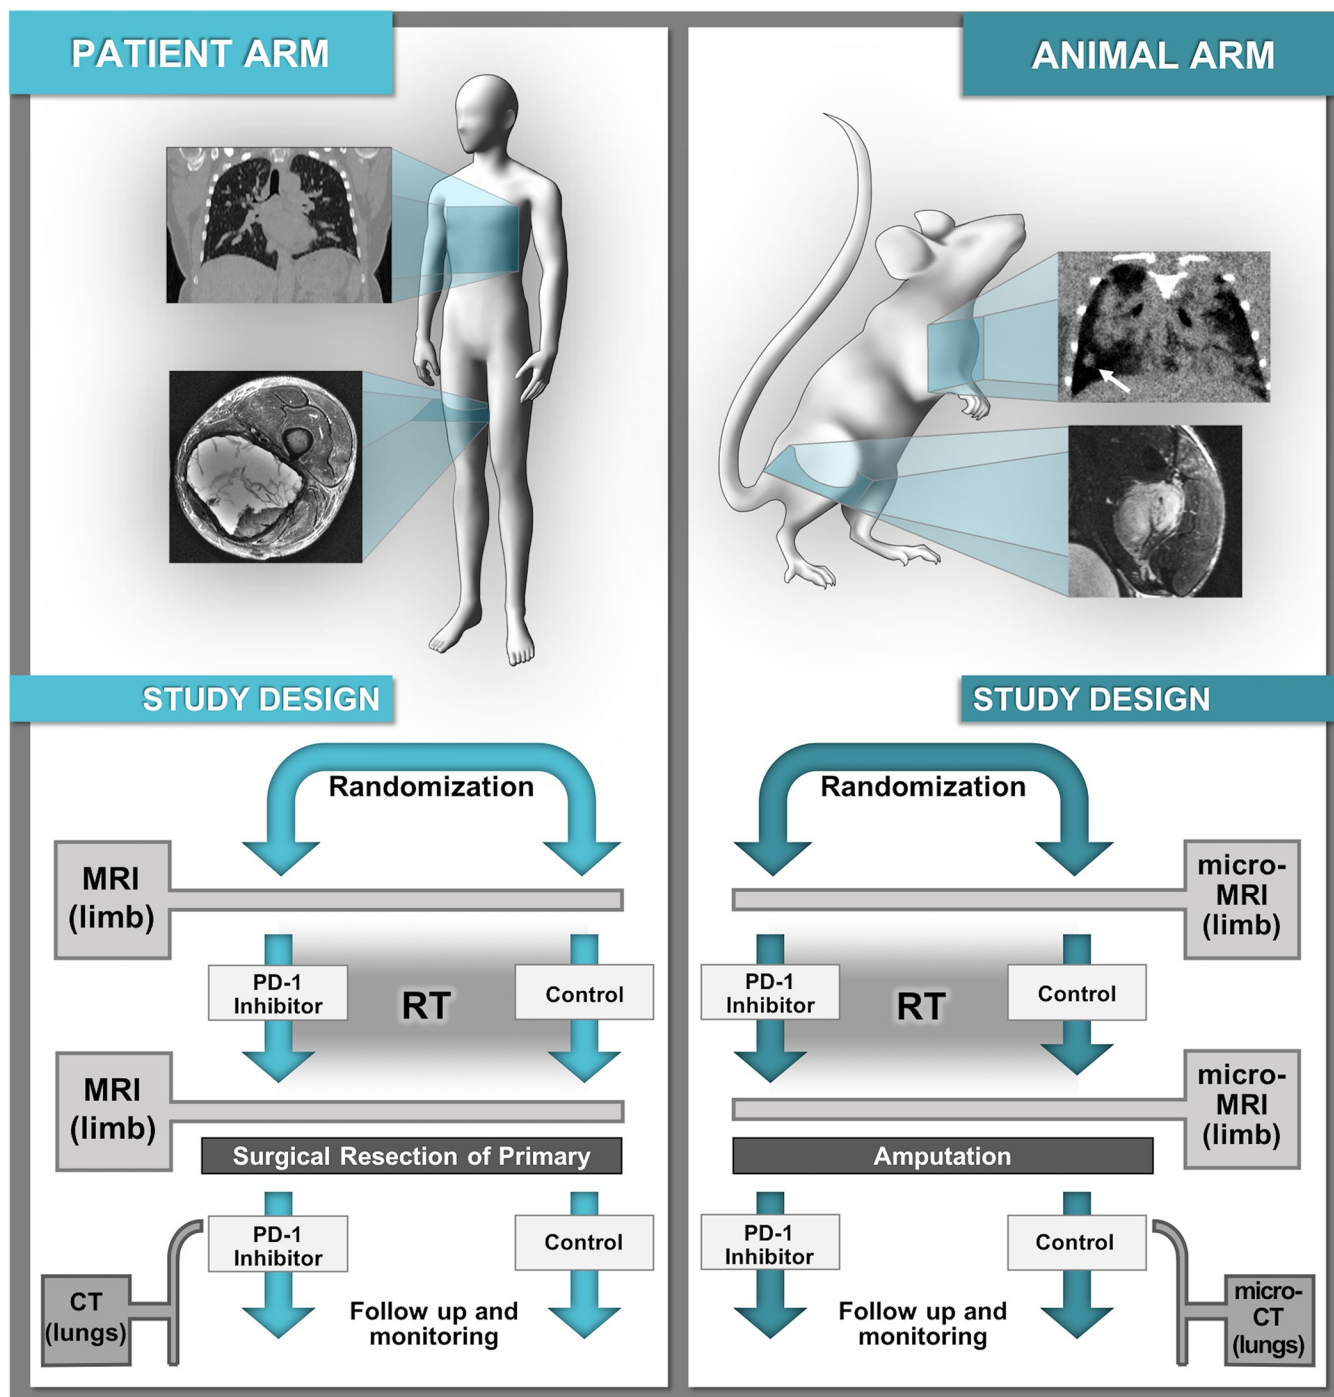 PATIENT ARM
STUDY DESIGN
Randomization
MRI
(limb)
PD-1
Inhibitor
RT
Control
MRI
(limb)
Surgical Resection of Primary
PD-1
Inhibitor
Control
CT
(lungs)
Follow up and
monitoring
ANIMAL ARM
STUDY DESIGN
Randomization
micro-
MRI
(limb)
PD-1
Inhibitor
RT
Control
micro-
MRI
(limb)
Amputation
PD-1
Inhibitor
Control
Follow up and
monitoring
micro-
CT
(lungs)